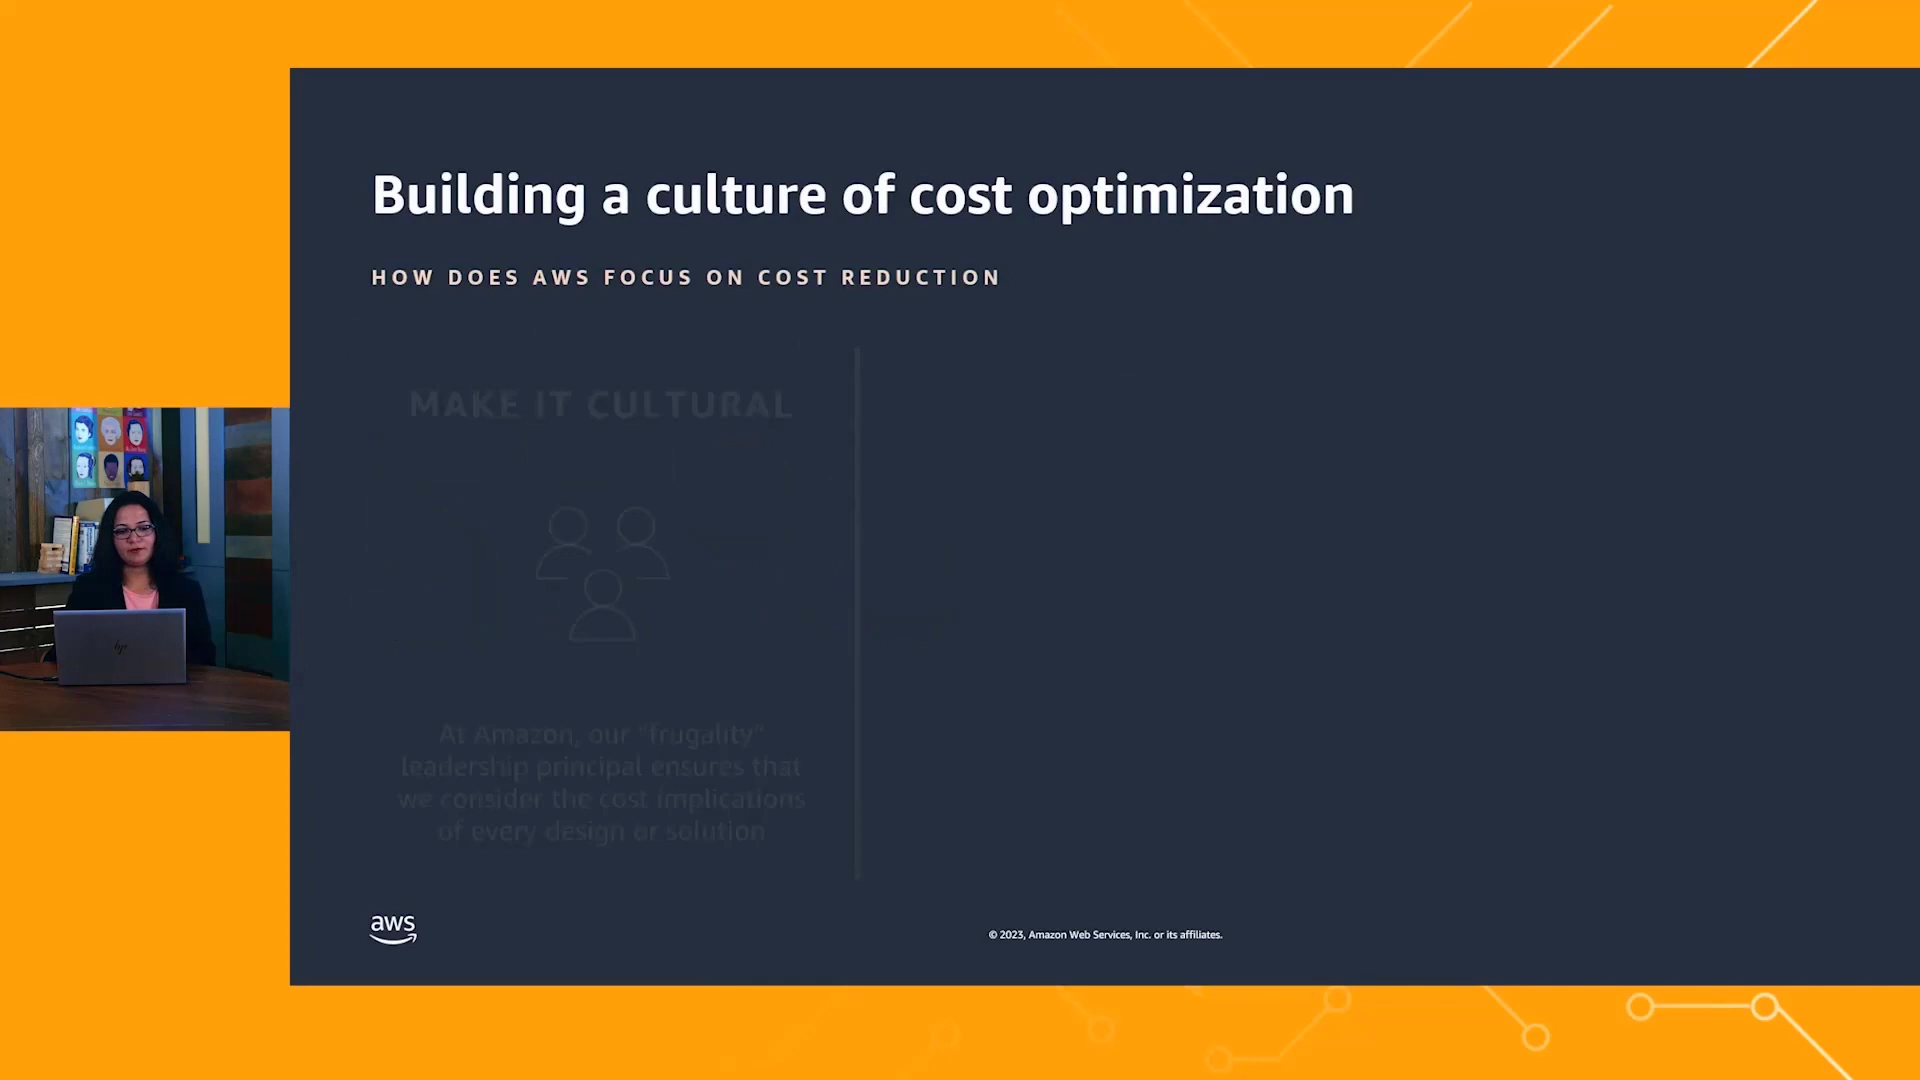 Building a culture of cost optimization
HOW DOES AWS FOCUS ON COST REDUCTION
MAKE IT CULTURAL
At Amazon, our "frugality"
leadership principal ensures that
we consider the cost implications
of every design or solution
aws
© 2023, Amazon Web Services, Inc. or its affiliates.
hp